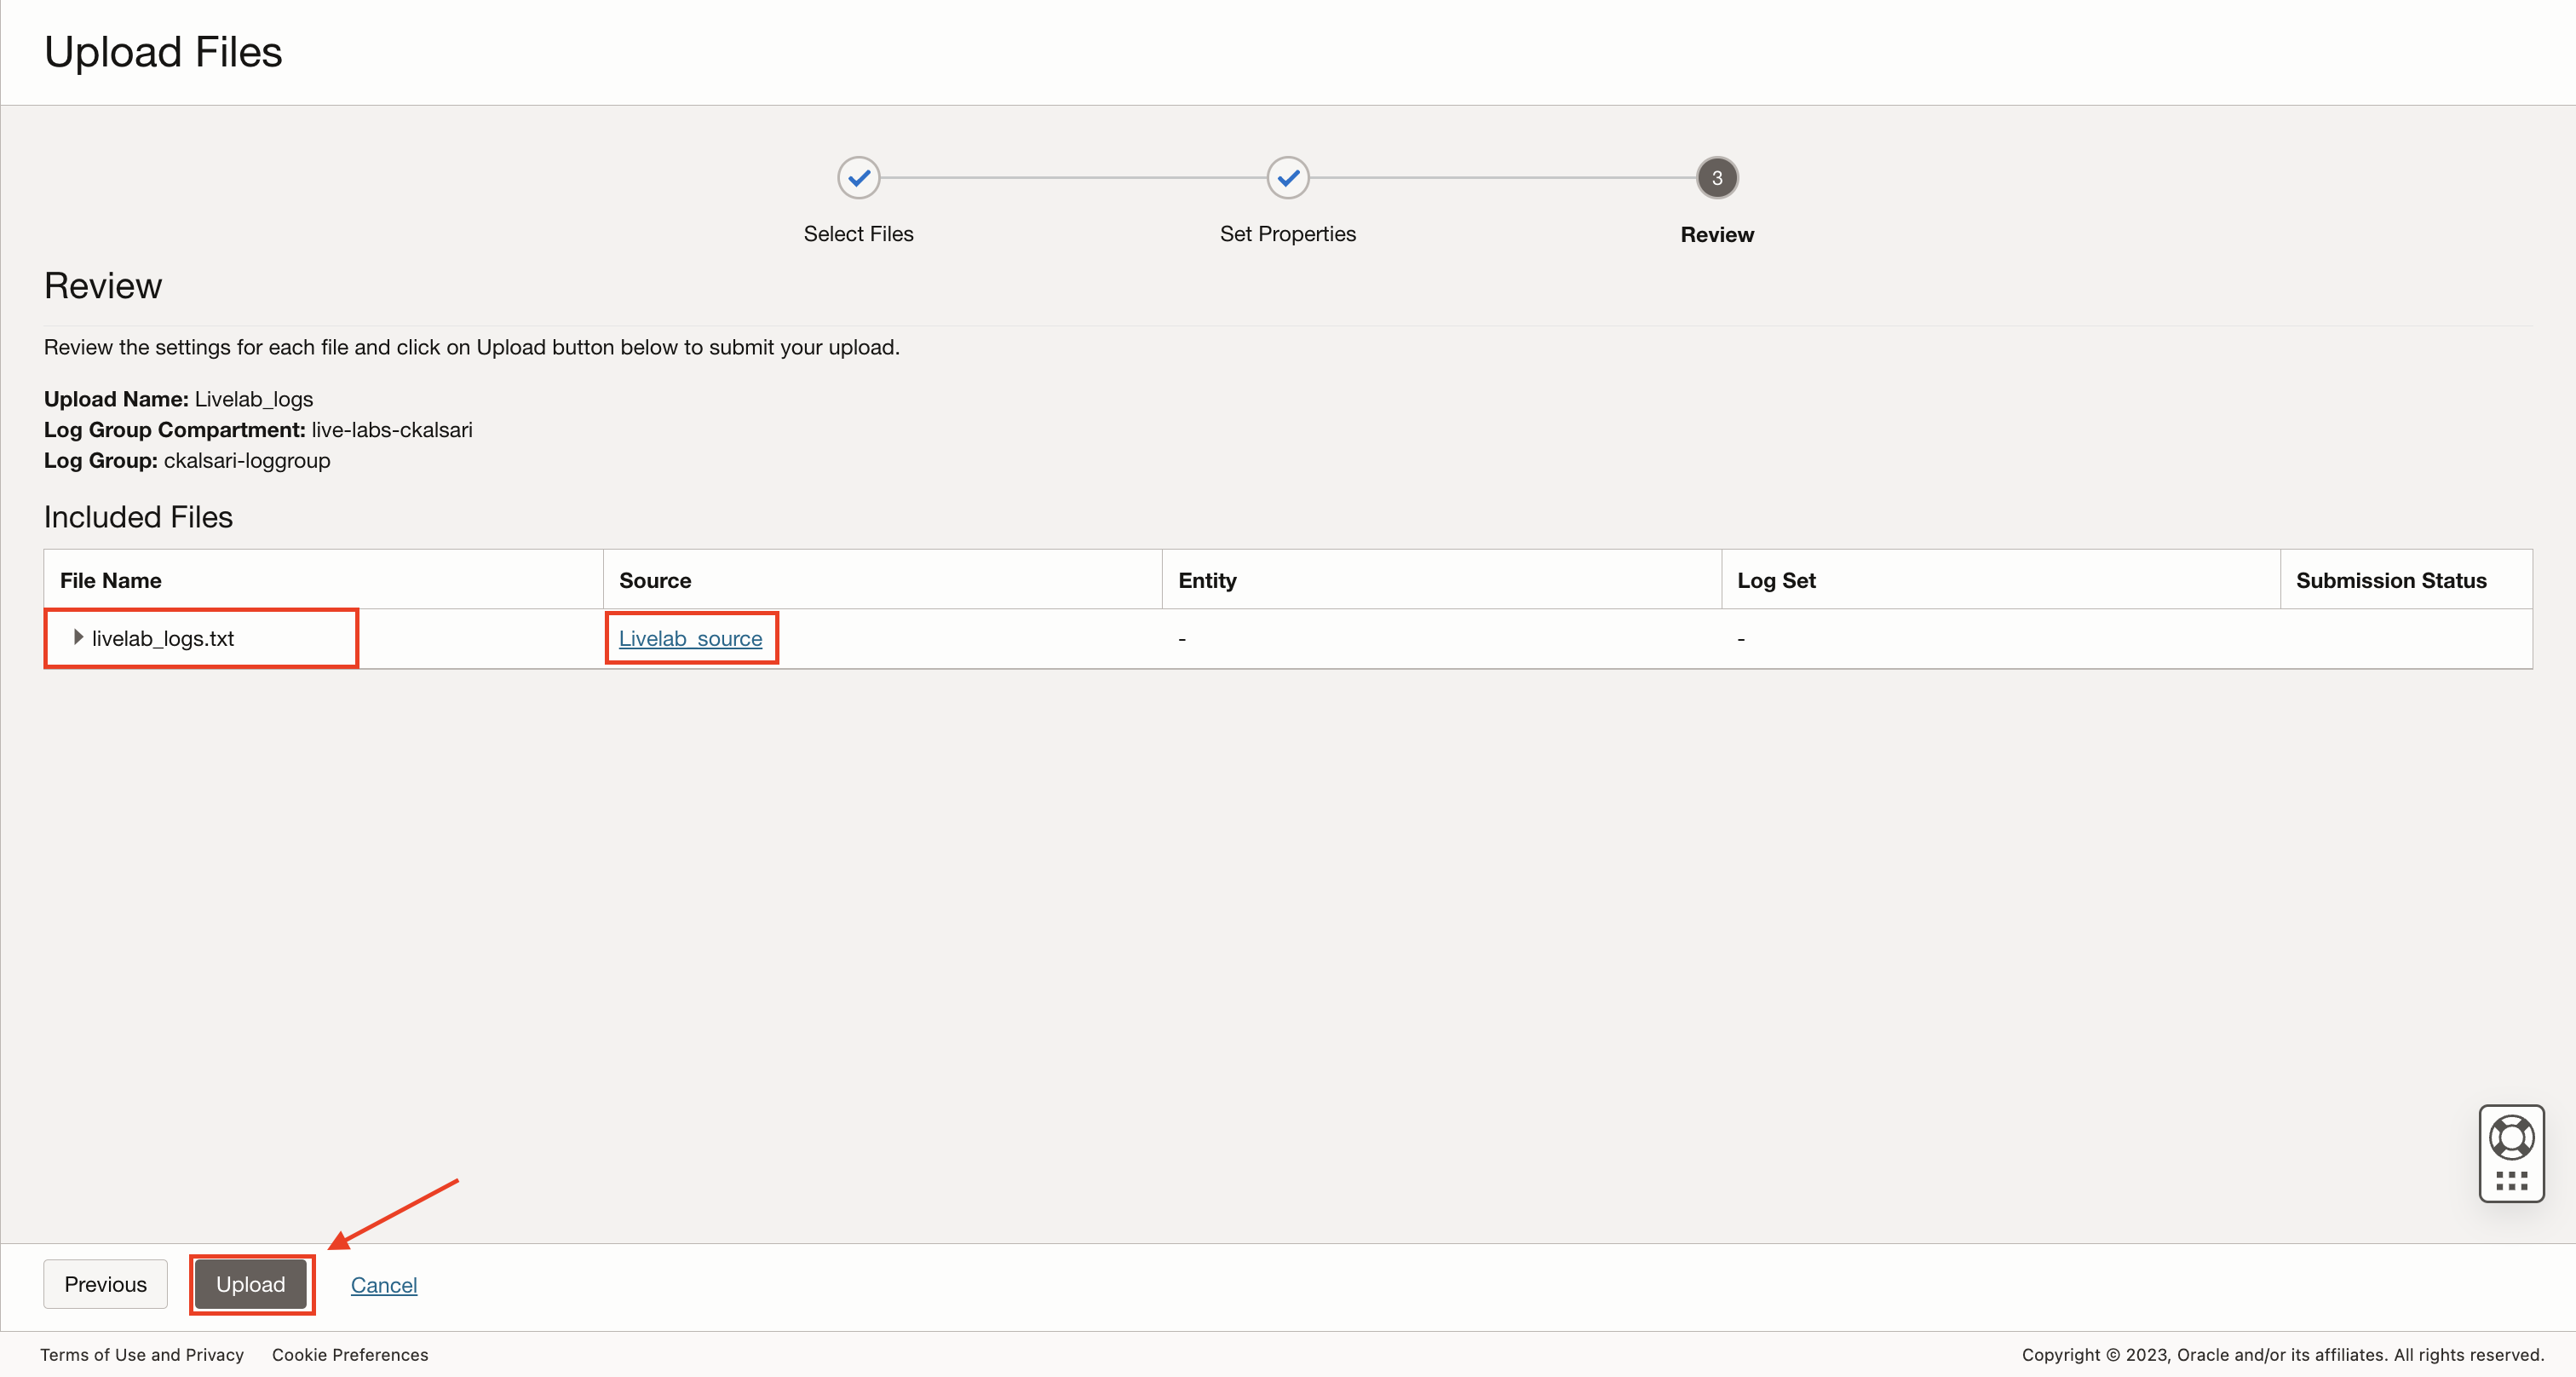 Upload Files
3
Select Files Set Properties Review
Review
Review the settings for each file and click on Upload button below to submit your upload.
Upload Name: Livelab_logs
Log Group Compartment: live-labs-ckalsari
Log Group: ckalsari-loggroup
Included Files
File Name Source Entity Log Set Submission Status
livelab_logs.txt Livelab_source - -
Previous Upload Cancel
Terms of Use and Privacy Cookie Preferences Copyright © 2023, Oracle and/or its affiliates. All rights reserved.